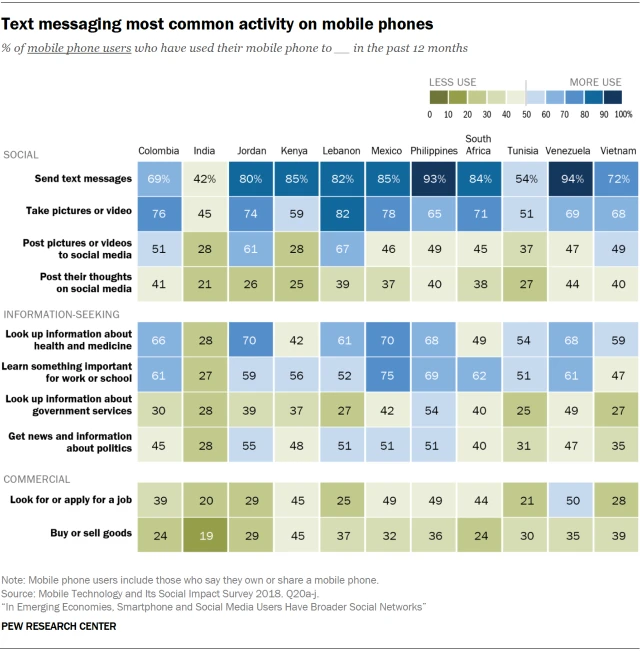 Text messaging most common activity on mobile phones
% of mobile phone users who have used their mobile phone to __ in the past 12 months
LESS USE MORE USE
0 10 20 30 40 50 60 70 80 90 100%
Colombia India Jordan Kenya Lebanon Mexico Philippines South Africa Tunisia Venezuela Vietnam
SOCIAL
Send text messages 69% 42% 80% 85% 82% 85% 93% 84% 54% 94% 72%
Take pictures or video 76 45 74 59 82 78 65 71 51 69 68
Post pictures or videos
to social media 51 28 61 28 67 46 49 45 37 47 49
Post their thoughts
on social media 41 21 26 25 39 37 40 38 27 44 40
INFORMATION-SEEKING
Look up information about
health and medicine 66 28 70 42 61 70 68 49 54 68 59
Learn something important
for work or school 61 27 59 56 52 75 69 62 51 61 47
Look up information about
government services 30 28 39 37 27 42 54 40 25 49 27
Get news and information
about politics 45 28 55 48 51 51 51 40 31 47 35
COMMERCIAL
Look for or apply for a job 39 20 29 45 25 49 49 44 21 50 28
Buy or sell goods 24 19 29 45 37 32 36 24 30 35 39
Note: Mobile phone users include those who say they own or share a mobile phone.
Source: Mobile Technology and Its Social Impact Survey 2018. Q20a-j.
“In Emerging Economies, Smartphone and Social Media Users Have Broader Social Networks”
PEW RESEARCH CENTER